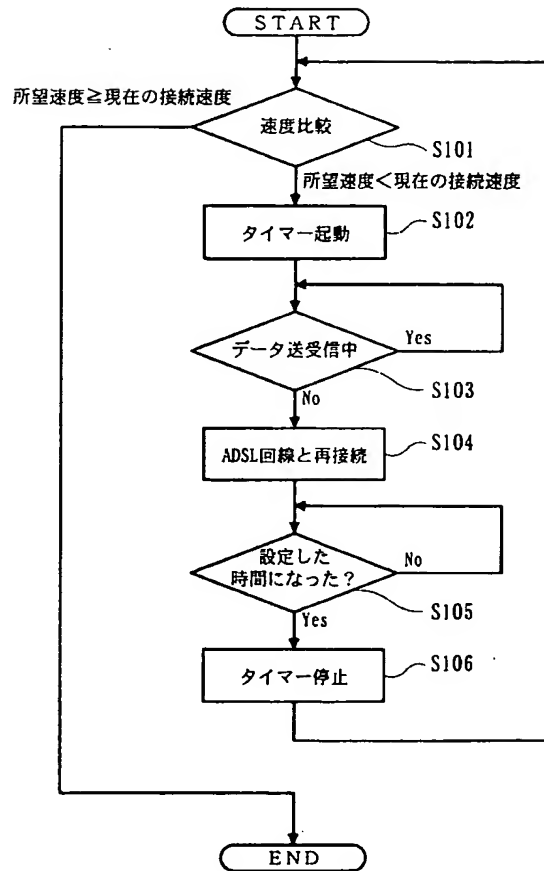 START
所望速度≧現在の接続速度
速度比較
S101
所望速度<現在の接続速度
タイマー起動
S102
データ送受信中
Yes
S103
No
ADSL回線と再接続
S104
設定した
時間になった?
No
S105
Yes
タイマー停止
S106
END